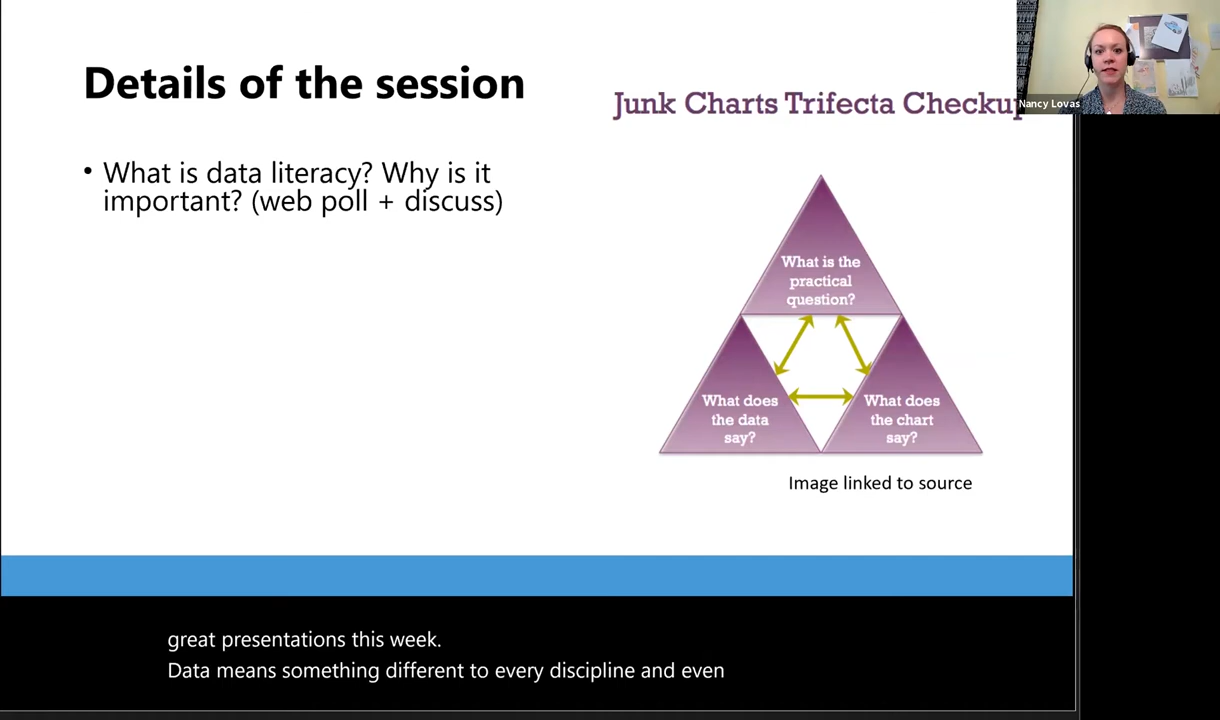 Details of the session
• What is data literacy? Why is it
important? (web poll + discuss)
Junk Charts Trifecta Checkup
Nancy Lovas
What is the
practical
question?
What does
the data
say?
What does
the chart
say?
Image linked to source
great presentations this week.
Data means something different to every discipline and even